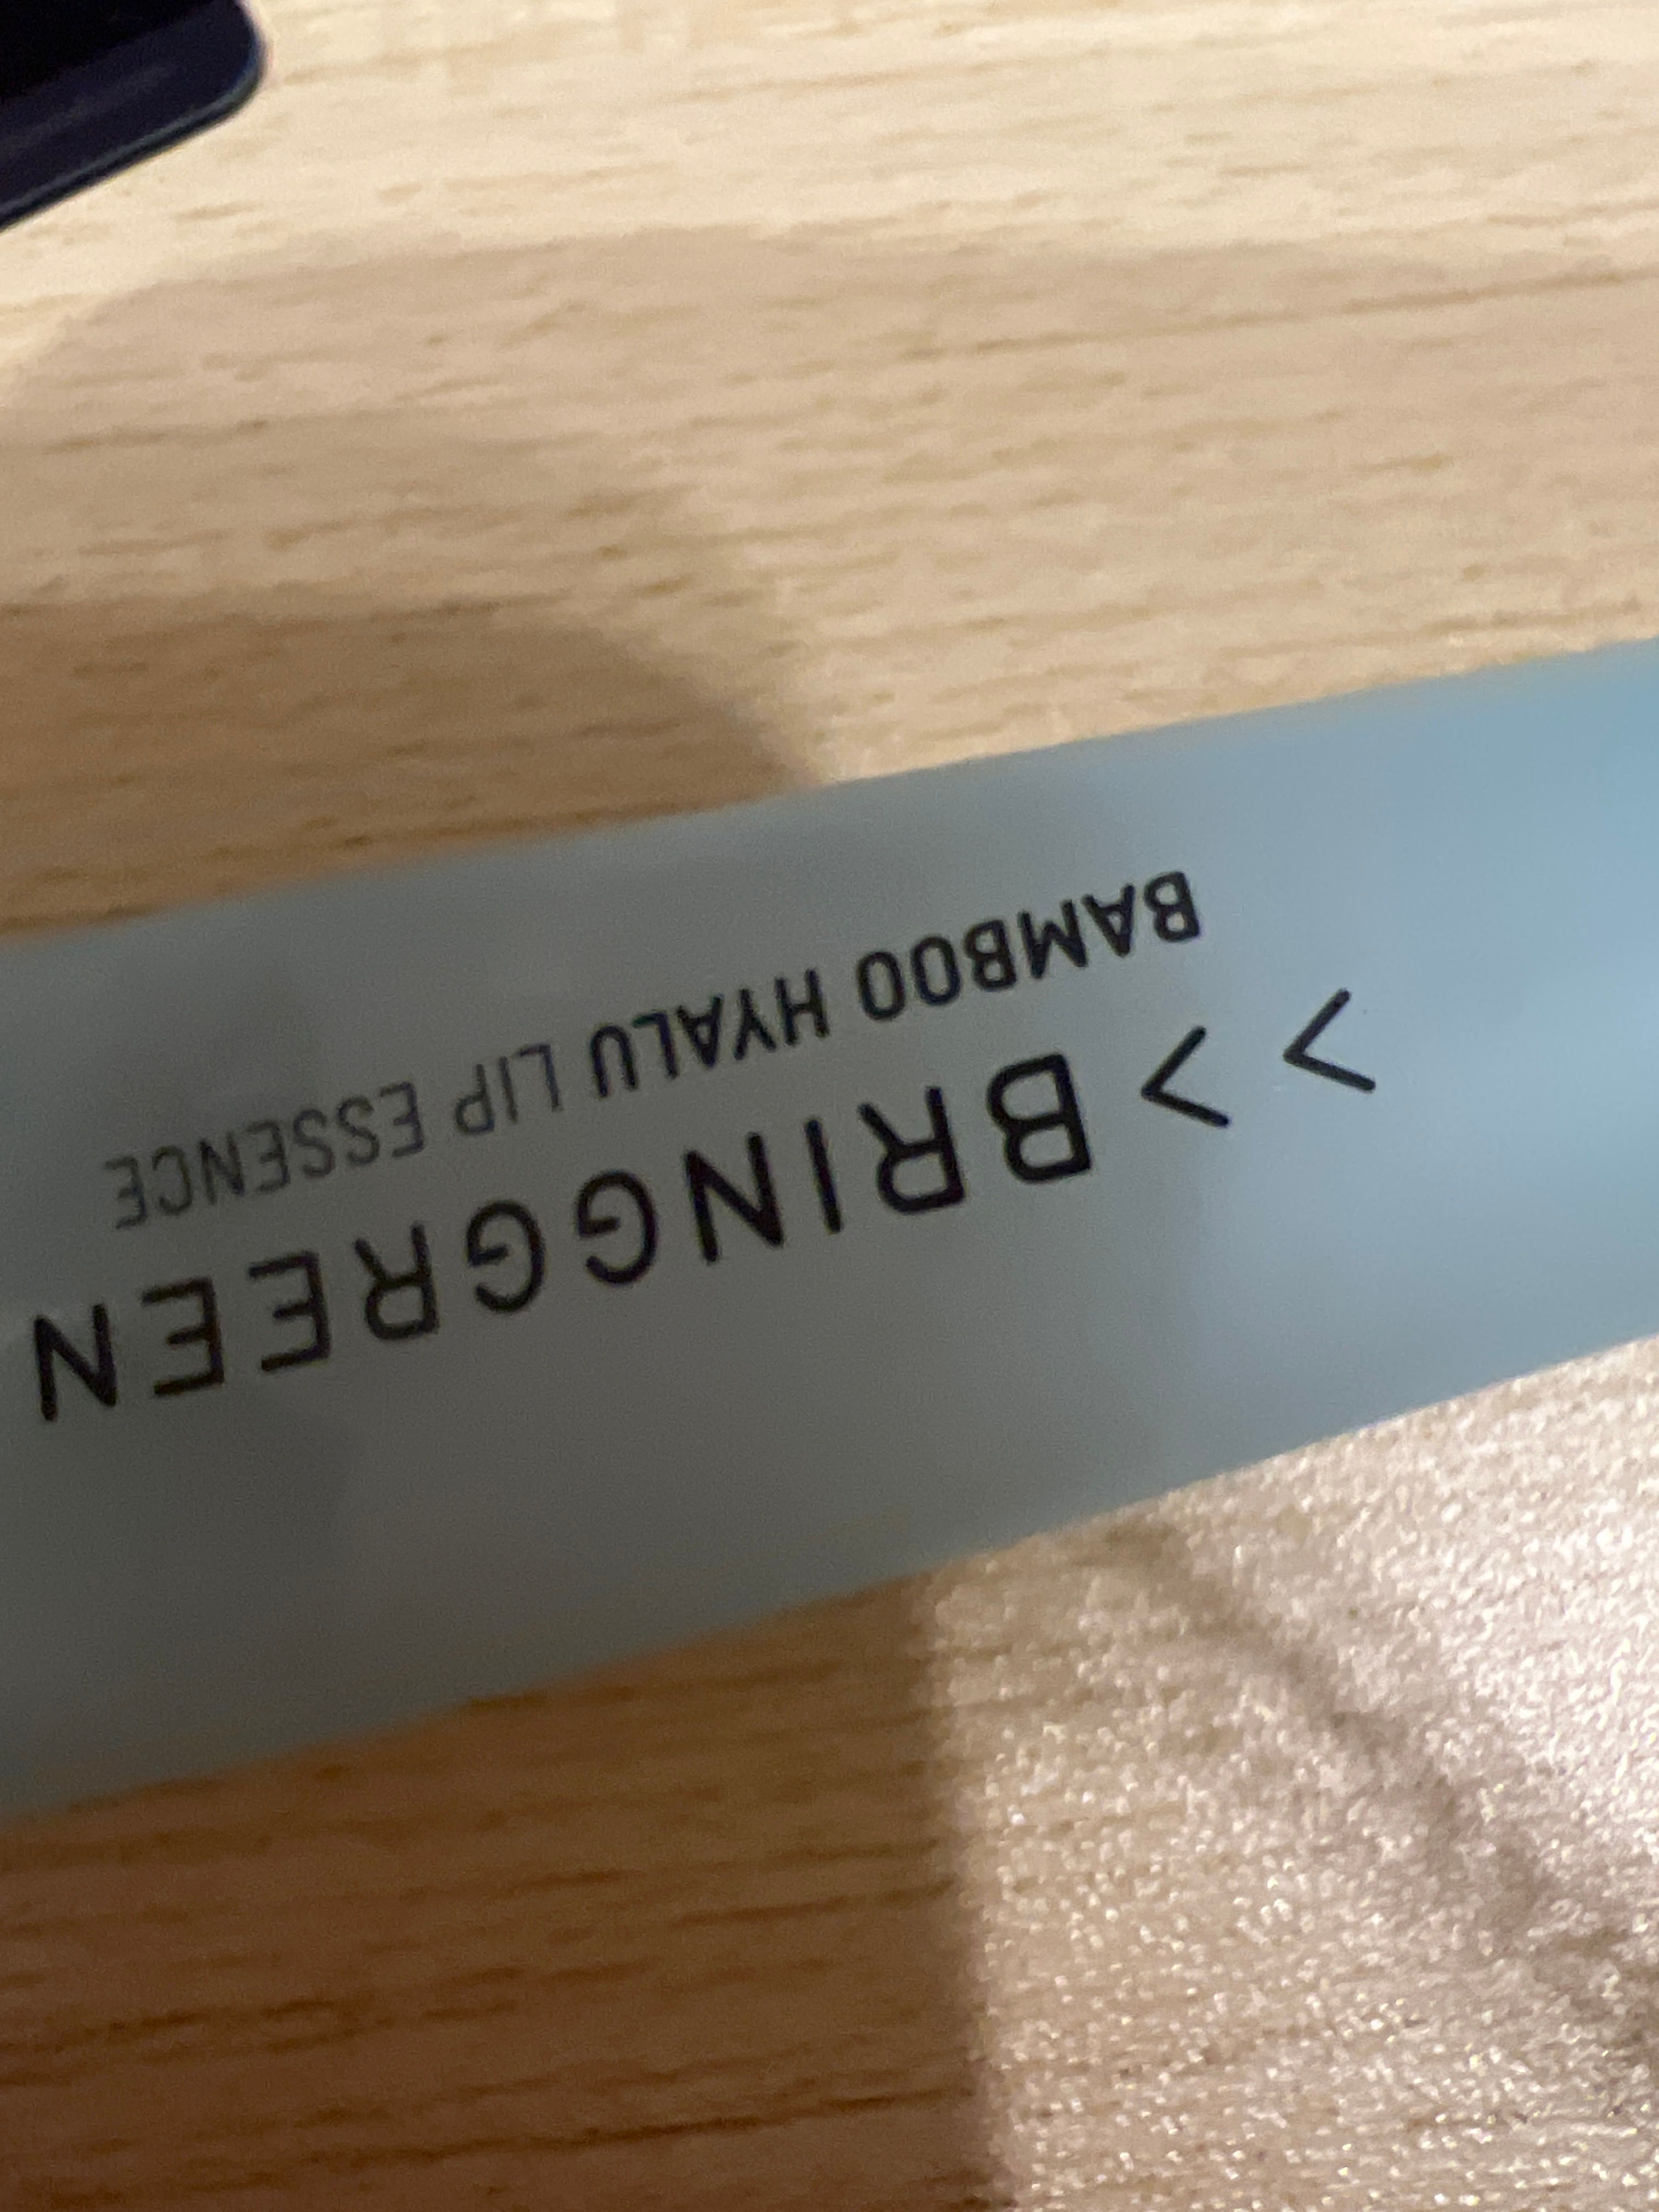 >>BRINGGREEN
BAMBOO HYALU LIP ESSENCE